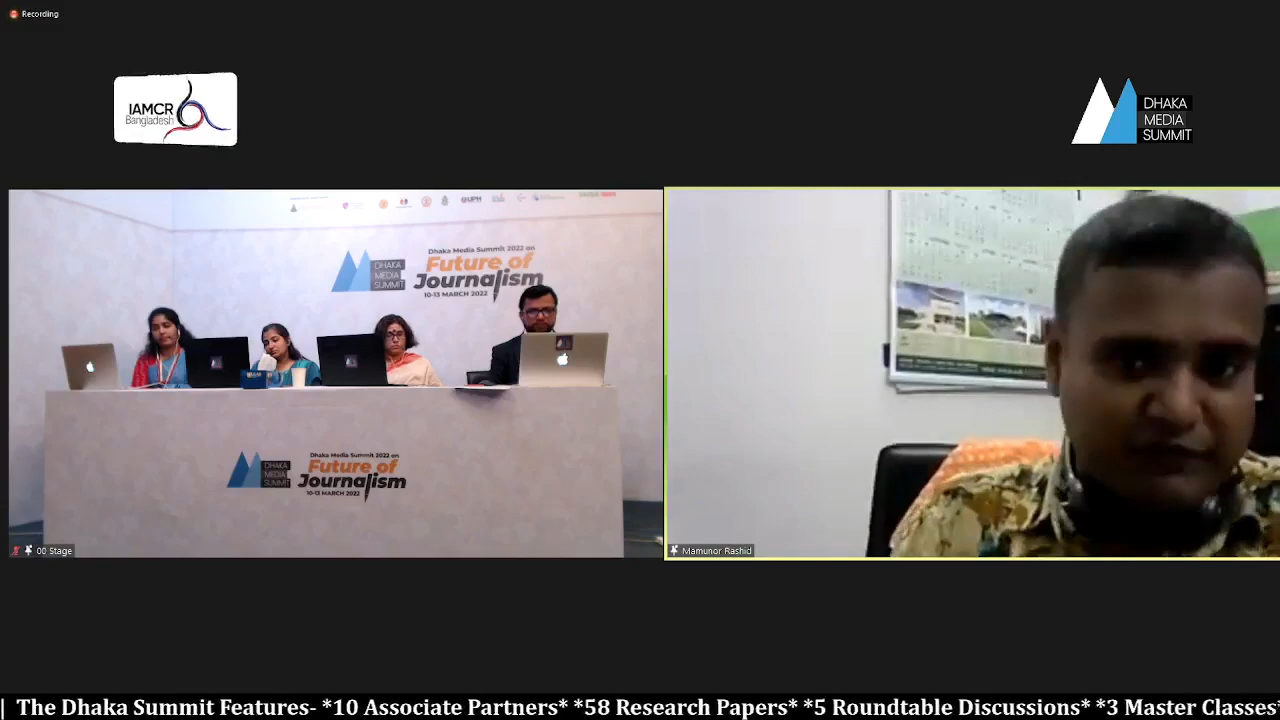 Recording
IAMCR
Bangladesh
DHAKA
MEDIA
SUMMIT
UPM
Dhaka Media Summit 2022 on
DHAKA
MEDIA
SUMMIT
Future of
Journalism
10-13 MARCH 2022
Dhaka Media Summit 2022 on
DHAKA
MEDIA
SUMMIT
Future of
Journalism
10-13 MARCH 2022
00 Stage
Mamunor Rashid
| The Dhaka Summit Features- *10 Associate Partners* *58 Research Papers* *5 Roundtable Discussions* *3 Master Classes